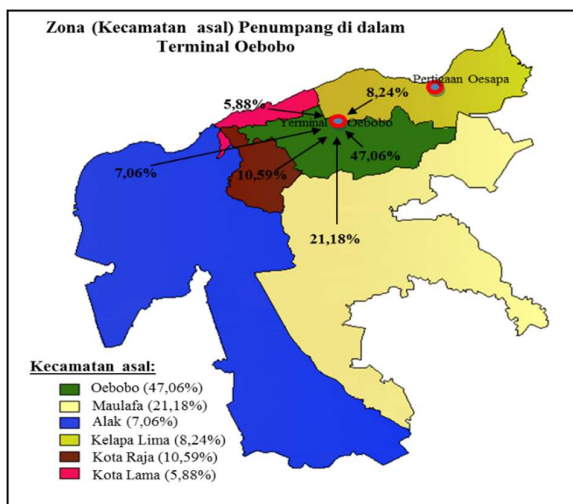 Zona (Kecamatan asal) Penumpang di dalam
Terminal Oebobo
Pertigaan Oesapa
5,88%
8,24%
Terminal Oebobo
47,06%
7,06%
10,59%
21,18%
Kecamatan asal:
Oebobo (47,06%)
Maulafa (21,18%)
Alak (7,06%)
Kelapa Lima (8,24%)
Kota Raja (10,59%)
Kota Lama (5,88%)